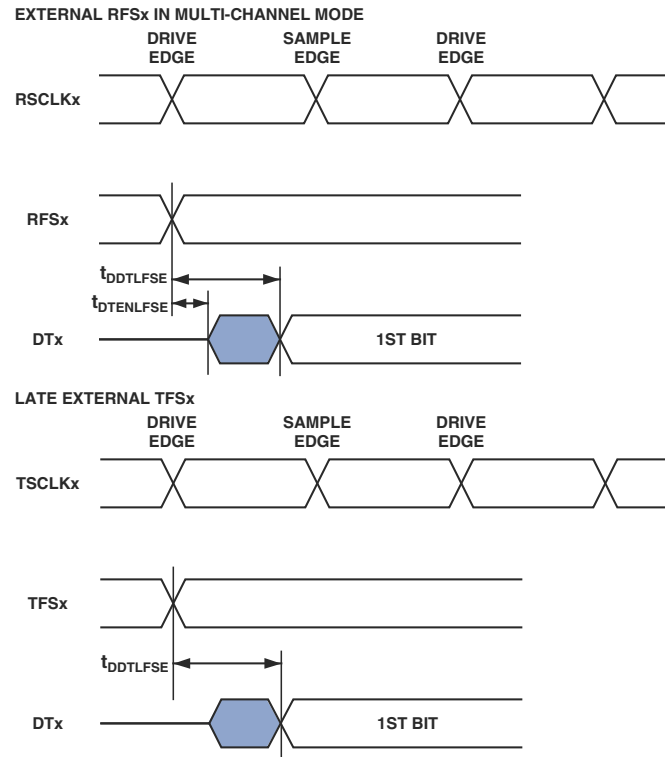 EXTERNAL RFSx IN MULTI-CHANNEL MODE
DRIVE EDGE
SAMPLE EDGE
DRIVE EDGE
RSCLKx
RFSx
tDDTLFSE
tDTENLFSE
DTx
1ST BIT
LATE EXTERNAL TFSx
DRIVE EDGE
SAMPLE EDGE
DRIVE EDGE
TSCLKx
TFSx
tDDTLFSE
DTx
1ST BIT